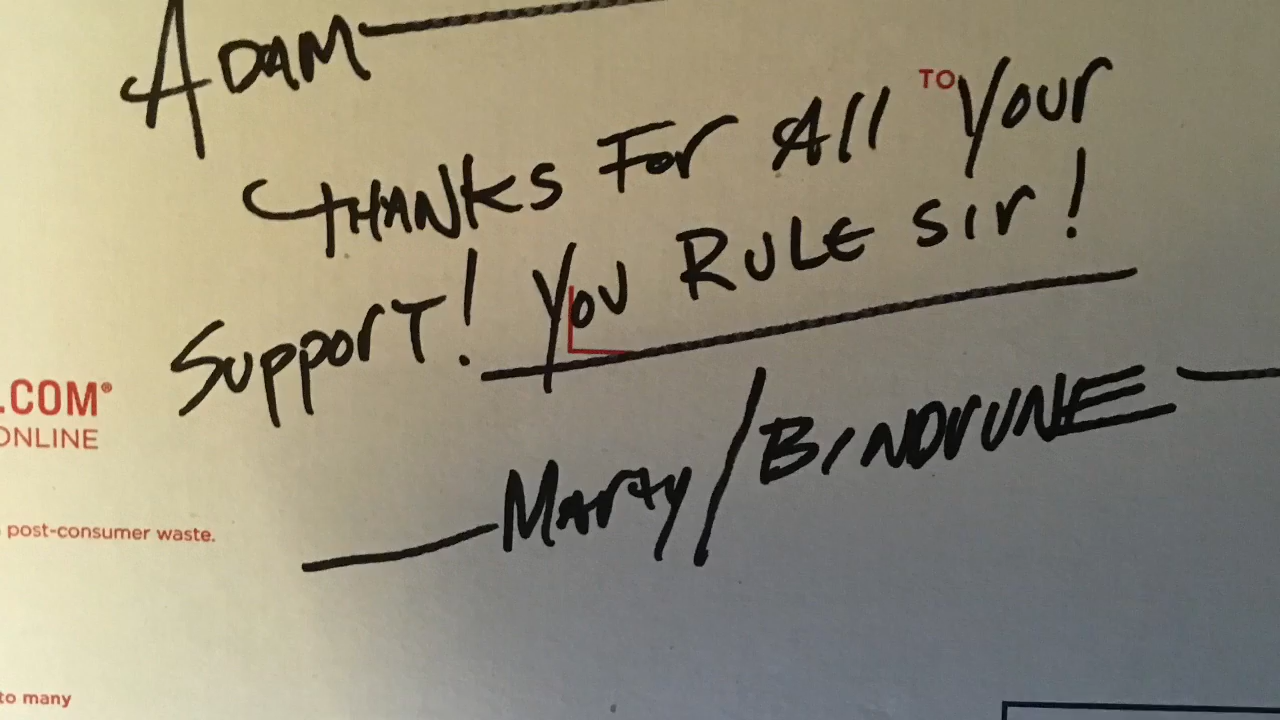 ADAM
THANKS FOR All YOUr
TO
SUpporT! YOU RULE Sir!
.COM®
ONLINE
Marty/BINDrUNE
post-consumer waste.
to many